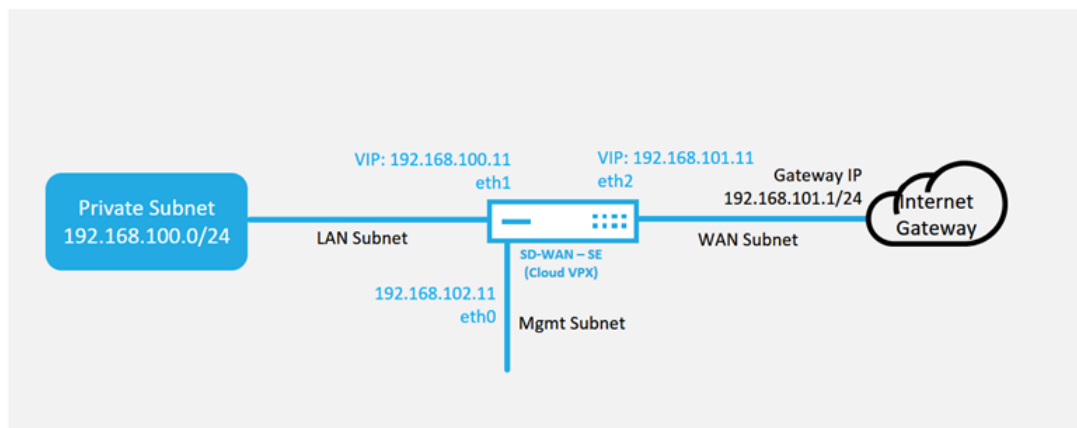 VIP: 192.168.100.11
eth1
VIP: 192.168.101.11
eth2
Gateway IP
192.168.101.1/24
Private Subnet
192.168.100.0/24
LAN Subnet
WAN Subnet
Internet
Gateway
SD-WAN – SE
(Cloud VPX)
192.168.102.11
eth0
Mgmt Subnet